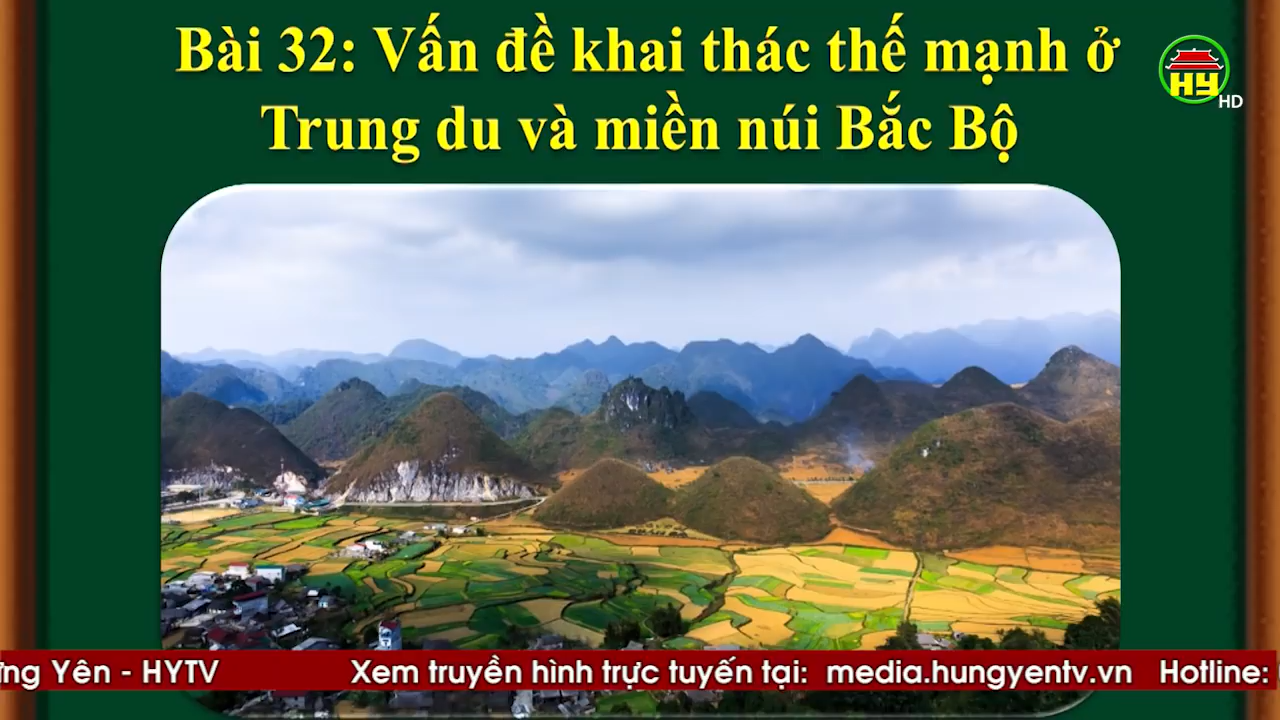 Bài 32: Vấn đề khai thác thế mạnh ở
Trung du và miền núi Bắc Bộ
HY
HD
ng Yên - HYTV Xem truyền hình trực tuyến tại: media.hungyentv.vn Hotline: